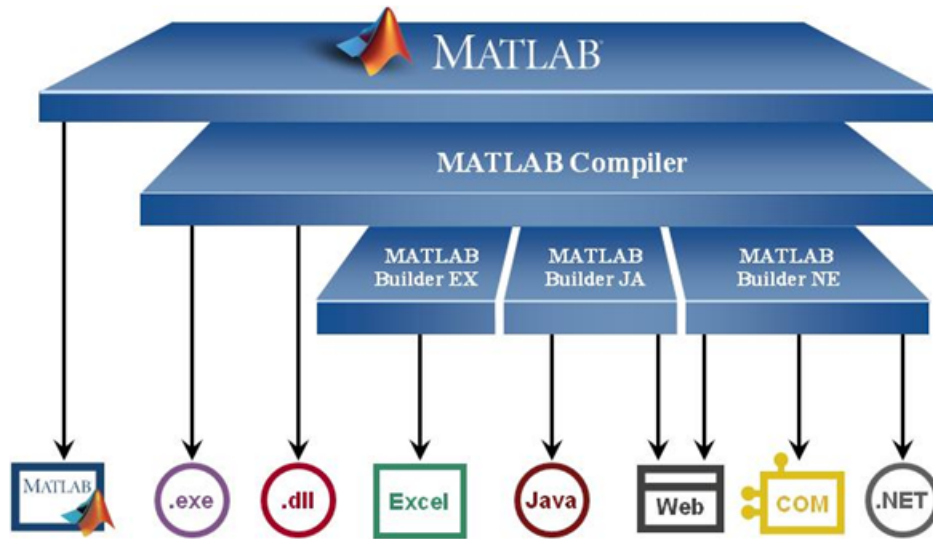 MATLAB®
MATLAB Compiler
MATLAB
Builder EX
MATLAB
Builder JA
MATLAB
Builder NE
MATLAB
.exe
.dll
Excel
Java
Web
COM
.NET